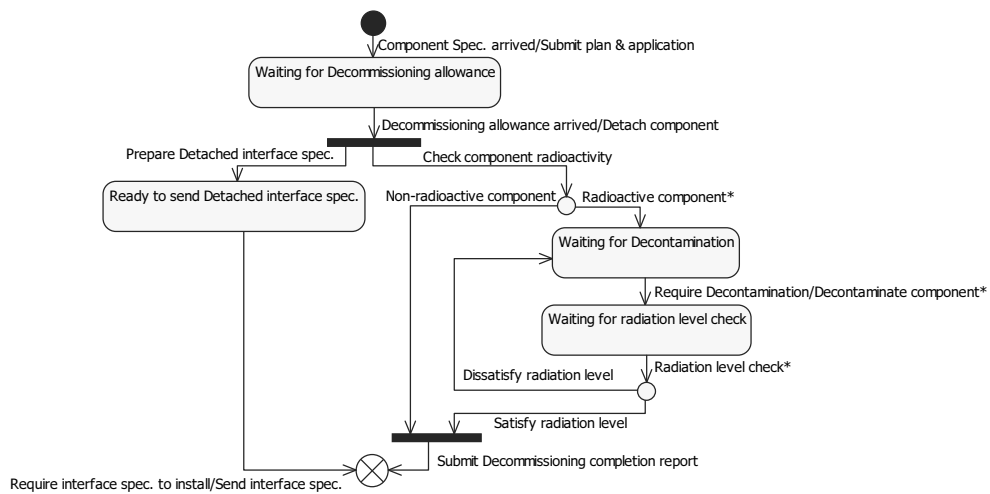 Component Spec. arrived/Submit plan & application
Waiting for Decommissioning allowance
Decommissioning allowance arrived/Detach component
Prepare Detached interface spec.
Check component radioactivity
Ready to send Detached interface spec.
Non-radioactive component
Radioactive component*
Waiting for Decontamination
Require Decontamination/Decontaminate component*
Waiting for radiation level check
Radiation level check*
Dissatisfy radiation level
Satisfy radiation level
Submit Decommissioning completion report
Require interface spec. to install/Send interface spec.